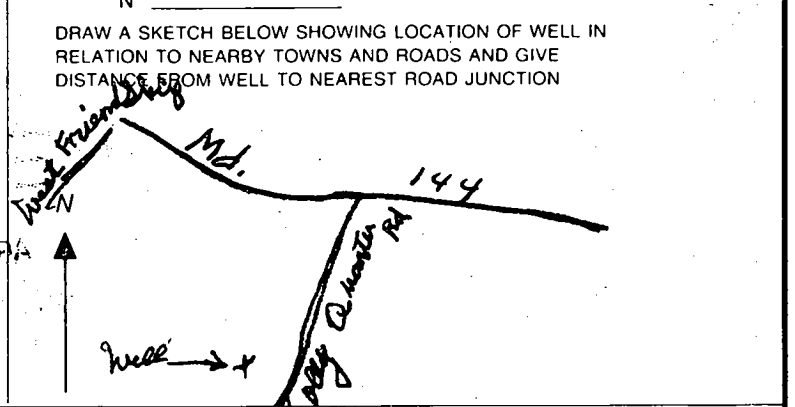 N
DRAW A SKETCH BELOW SHOWING LOCATION OF WELL IN
RELATION TO NEARBY TOWNS AND ROADS AND GIVE
DISTANCE FROM WELL TO NEAREST ROAD JUNCTION
West Friendship
Md. 144
N
Quarter Rd
Well +